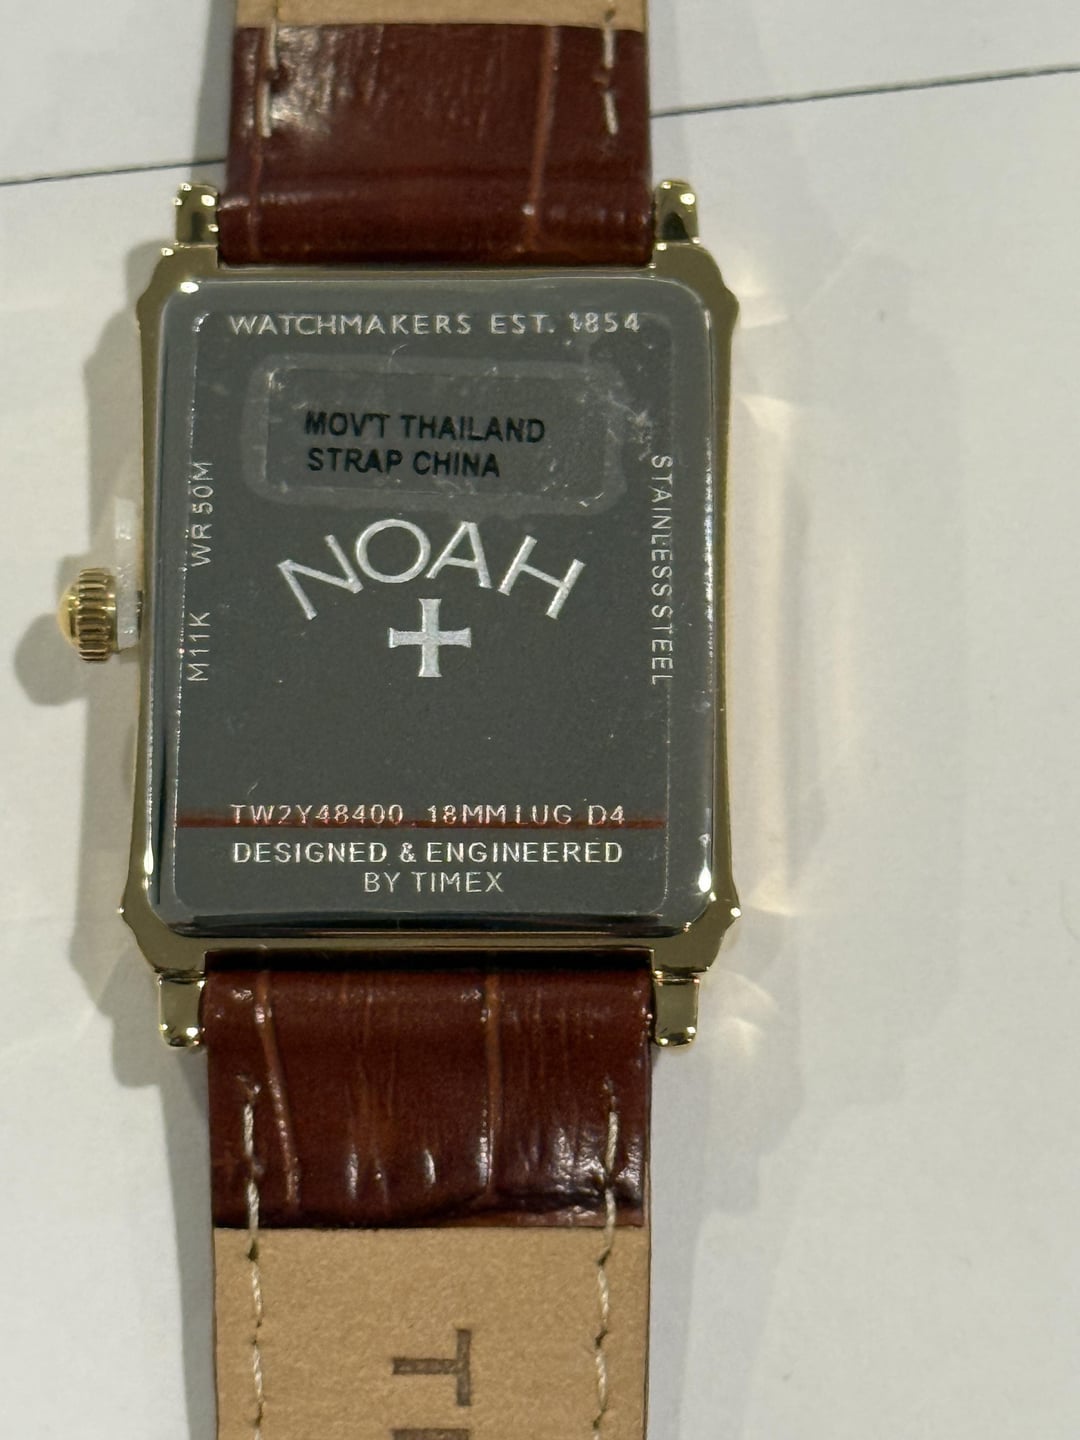 WATCHMAKERS EST. 1854
MOV'T THAILAND
STRAP CHINA
M11K WR 50M
STAINLESS STEEL
NOAH
TW2Y48400 18MM LUG D4
DESIGNED & ENGINEERED
BY TIMEX